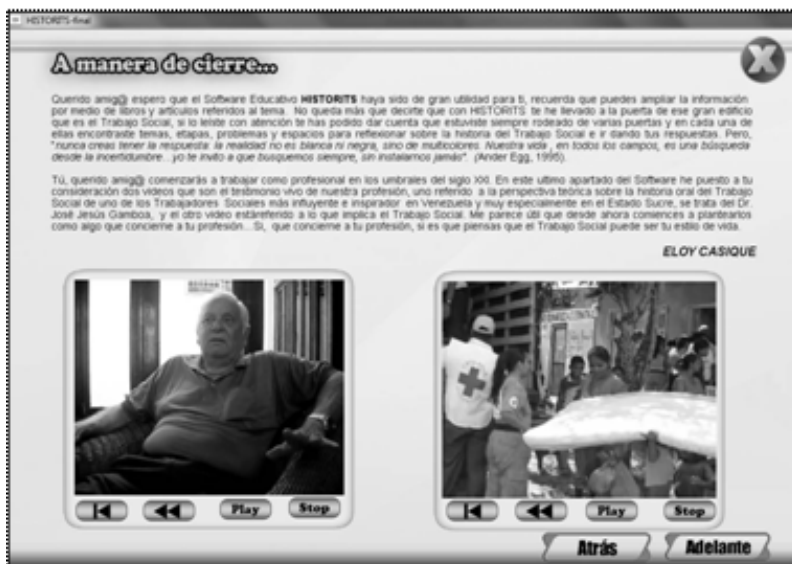 HISTORITS-final
A manera de cierre...
Querido amig@ espero que el Software Educativo HISTORITS haya sido de gran utilidad para ti, recuerda que puedes ampliar la información
por medio de libros y artículos referidos al tema. No queda más que decirte que con HISTORITS te he llevado a la puerta de ese gran edificio
que es el Trabajo Social, si lo leíste con atención te has podido dar cuenta que estuviste siempre rodeado de varias puertas y en cada una de
ellas encontraste temas, etapas, problemas y espacios para reflexionar sobre la historia del Trabajo Social e ir dando tus respuestas. Pero,
"nunca creas tener la respuesta: la realidad no es blanca ni negra, sino de multicolores. Nuestra vida , en todos los campos, es una búsqueda
desde la incertidumbre...yo te invito a que busquemos siempre, sin instalarnos jamás". (Ander Egg, 1995).
Tú, querido amig@ comenzarás a trabajar como profesional en los umbrales del siglo XXI. En este ultimo apartado del Software he puesto a tu
consideración dos videos que son el testimonio vivo de nuestra profesión, uno referido a la perspectiva teórica sobre la historia oral del Trabajo
Social de uno de los Trabajadores Sociales más influyente e inspirador en Venezuela y muy especialmente en el Estado Sucre, se trata del Dr.
José Jesús Gamboa, y el otro video estáreferido a lo que implica el Trabajo Social. Me parece útil que desde ahora comiences a plantearlos
como algo que concierne a tu profesión...Si, que concierne a tu profesión, si es que piensas que el Trabajo Social puede ser tu estilo de vida.
ELOY CASIQUE
Play Stop
Play Stop
Atrás Adelante